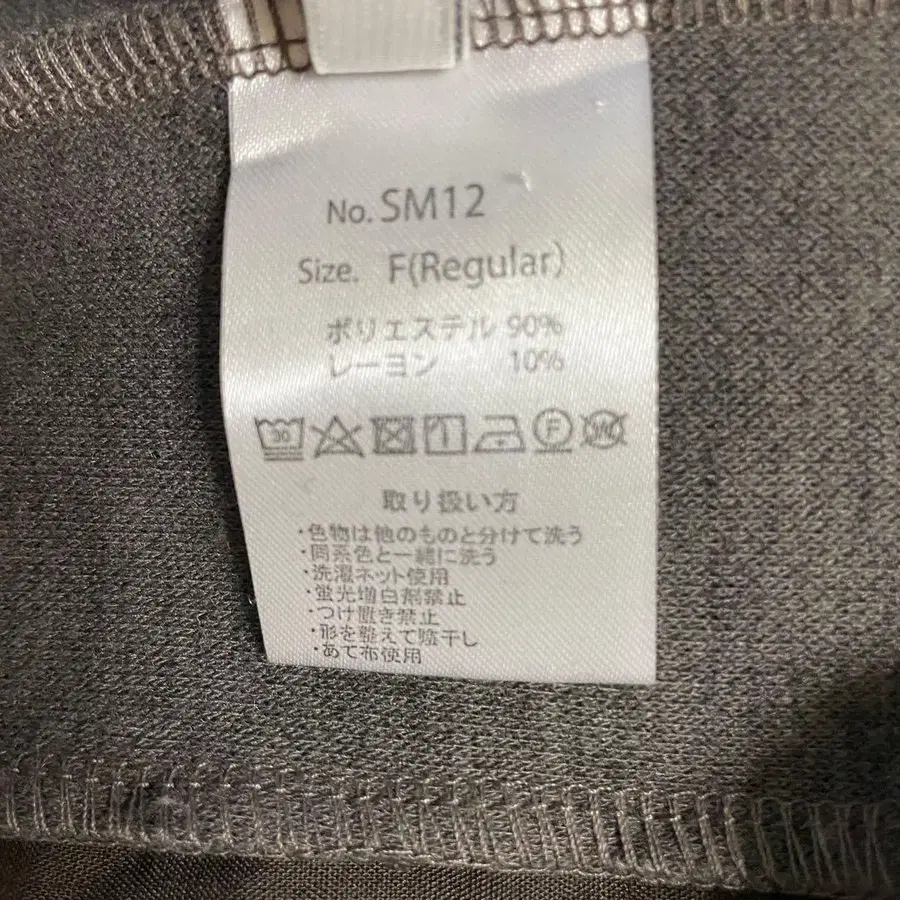 No. SM12
Size. F(Regular)
ポリエステル 90%
レーヨン 10%
30 F W
取り扱い方
・色物は他のものと分けて洗う
・同系色と一緒に洗う
・洗濯ネット使用
・蛍光増白剤禁止
・つけ置き禁止
・形を整えて陰干し
・あて布使用